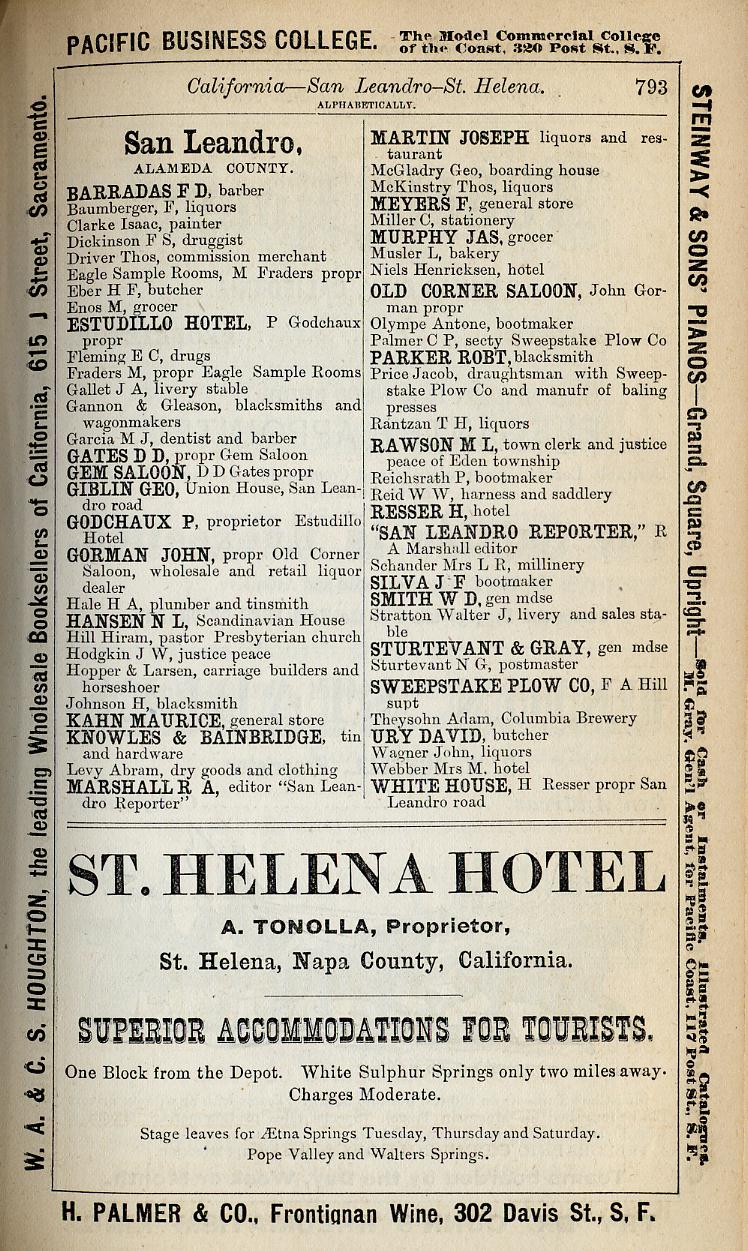 PACIFIC BUSINESS COLLEGE. The Model Commercial College
of the Coast, 320 Post St., S. F.
California—San Leandro–St. Helena. 793
ALPHABETICALLY.
San Leandro,
ALAMEDA COUNTY.
BARRADAS F D, barber
Baumberger, F, liquors
Clarke Isaac, painter
Dickinson F S, druggist
Driver Thos, commission merchant
Eagle Sample Rooms, M Fraders propr
Eber H F, butcher
Enos M, grocer
ESTUDILLO HOTEL, P Godchaux
propr
Fleming E C, drugs
Fraders M, propr Eagle Sample Rooms
Gallet J A, livery stable
Gannon & Gleason, blacksmiths and
wagonmakers
Garcia M J, dentist and barber
GATES D D, propr Gem Saloon
GEM SALOON, D D Gates propr
GIBLIN GEO, Union House, San Lean-
dro road
GODCHAUX P, proprietor Estudillo
Hotel
GORMAN JOHN, propr Old Corner
Saloon, wholesale and retail liquor
dealer
Hale H A, plumber and tinsmith
HANSEN N L, Scandinavian House
Hill Hiram, pastor Presbyterian church
Hodgkin J W, justice peace
Hopper & Larsen, carriage builders and
horseshoer
Johnson H, blacksmith
KAHN MAURICE, general store
KNOWLES & BAINBRIDGE, tin
and hardware
Levy Abram, dry goods and clothing
MARSHALL R A, editor "San Lean-
dro Reporter"
MARTIN JOSEPH liquors and res-
taurant
McGladry Geo, boarding house
McKinstry Thos, liquors
MEYERS F, general store
Miller C, stationery
MURPHY JAS, grocer
Musler L, bakery
Niels Henricksen, hotel
OLD CORNER SALOON, John Gor-
man propr
Olympe Antone, bootmaker
Palmer C P, secty Sweepstake Plow Co
PARKER ROBT, blacksmith
Price Jacob, draughtsman with Sweep-
stake Plow Co and manufr of baling
presses
Rantzan T H, liquors
RAWSON M L, town clerk and justice
peace of Eden township
Reichsrath P, bootmaker
Reid W W, harness and saddlery
RESSER H, hotel
"SAN LEANDRO REPORTER," R
A Marshall editor
Schander Mrs L R, millinery
SILVA J F bootmaker
SMITH W D, gen mdse
Stratton Walter J, livery and sales sta-
ble
STURTEVANT & GRAY, gen mdse
Sturtevant N G, postmaster
SWEEPSTAKE PLOW CO, F A Hill
supt
Theysohn Adam, Columbia Brewery
URY DAVID, butcher
Wagner John, liquors
Webber Mrs M, hotel
WHITE HOUSE, H Resser propr San
Leandro road
ST. HELENA HOTEL
A. TONOLLA, Proprietor,
St. Helena, Napa County, California.
SUPERIOR ACCOMMODATIONS FOR TOURISTS.
One Block from the Depot. White Sulphur Springs only two miles away.
Charges Moderate.
Stage leaves for Ætna Springs Tuesday, Thursday and Saturday.
Pope Valley and Walters Springs.
H. PALMER & CO., Frontignan Wine, 302 Davis St., S. F.
W. A. & C. S. HOUGHTON, the leading Wholesale Booksellers of California, 615 J Street, Sacramento.
STEINWAY & SONS' PIANOS—Grand, Square, Upright—Sold for Cash or Instalments. Illustrated Catalogues.
M. Gray, Gen'l Agent, for Pacific Coast, 117 Post St., S. F.